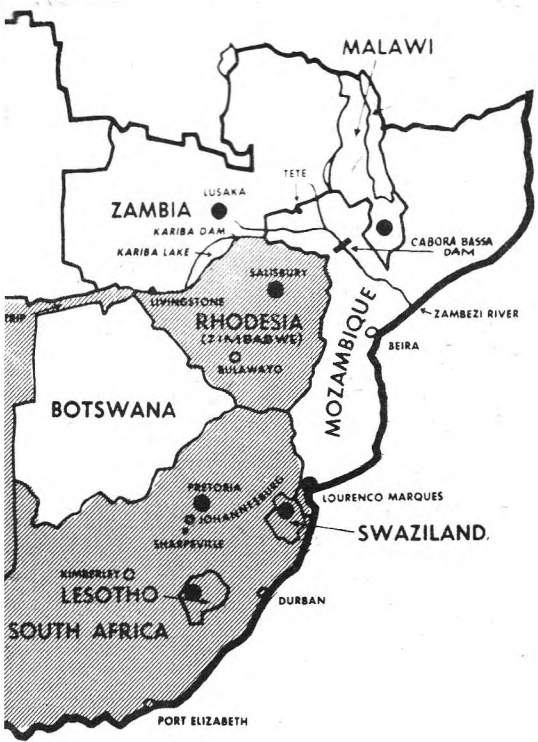 MALAWI
TETE
LUSAKA
ZAMBIA
KARIBA DAM
KARIBA LAKE
CABORA BASSA
DAM
SALISBURY
LIVINGSTONE
TRIP
ZAMBEZI RIVER
RHODESIA
(ZIMBABWE)
BEIRA
BULAWAYO
MOZAMBIQUE
BOTSWANA
PRETORIA
JOHANNESBURG
LOURENCO MARQUES
SHARPEVILLE
SWAZILAND
KIMBERLEY
LESOTHO
DURBAN
SOUTH AFRICA
PORT ELIZABETH